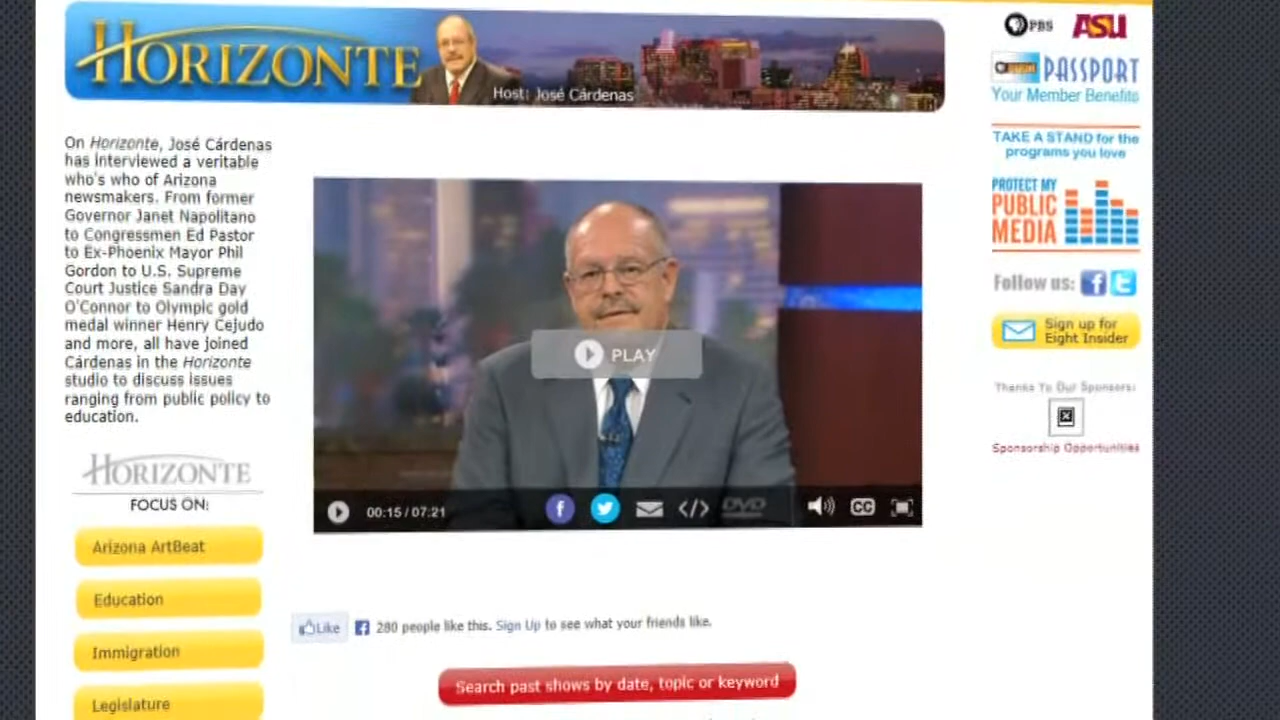 HORIZONTE
Host: José Cárdenas
PBS
ASU
PASSPORT
Your Member Benefits
TAKE A STAND for the
programs you love
PROTECT MY
PUBLIC
MEDIA
Follow us:
Sign up for
Eight Insider
Thanks To Our Sponsors:
Sponsorship Opportunities
On Horizonte, José Cárdenas
has interviewed a veritable
who's who of Arizona
newsmakers. From former
Governor Janet Napolitano
to Congressmen Ed Pastor
to Ex-Phoenix Mayor Phil
Gordon to U.S. Supreme
Court Justice Sandra Day
O'Connor to Olympic gold
medal winner Henry Cejudo
and more, all have joined
Cárdenas in the Horizonte
studio to discuss issues
ranging from public policy to
education.
HORIZONTE
FOCUS ON:
Arizona ArtBeat
Education
Immigration
Legislature
PLAY
00:15 / 07:21
DVD
CC
Like
280 people like this. Sign Up to see what your friends like.
Search past shows by date, topic or keyword